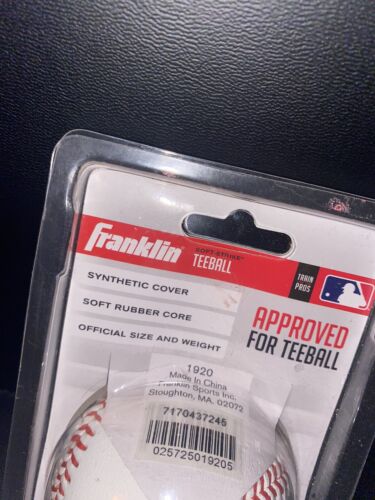 Franklin
SOFT-STRIKE®
TEEBALL
TRAIN
PROS
SYNTHETIC COVER
SOFT RUBBER CORE
OFFICIAL SIZE AND WEIGHT
APPROVED
FOR TEEBALL
1920
Made in China
Franklin Sports Inc.
Stoughton, MA. 02072
7170437245
025725019205